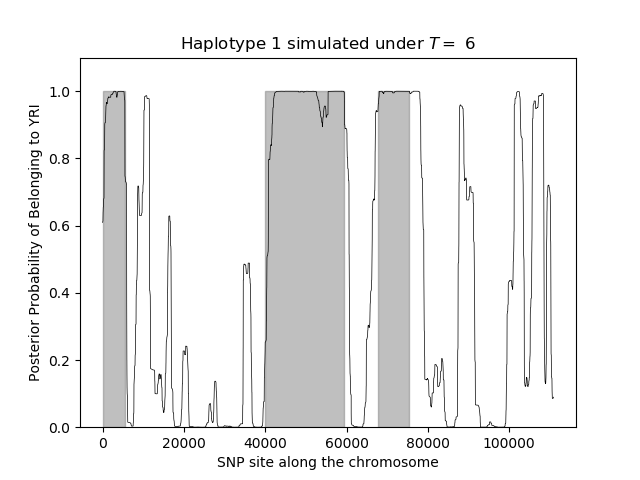 Haplotype 1 simulated under T = 6
Posterior Probability of Belonging to YRI
1.0
0.8
0.6
0.4
0.2
0.0
0 20000 40000 60000 80000 100000
SNP site along the chromosome